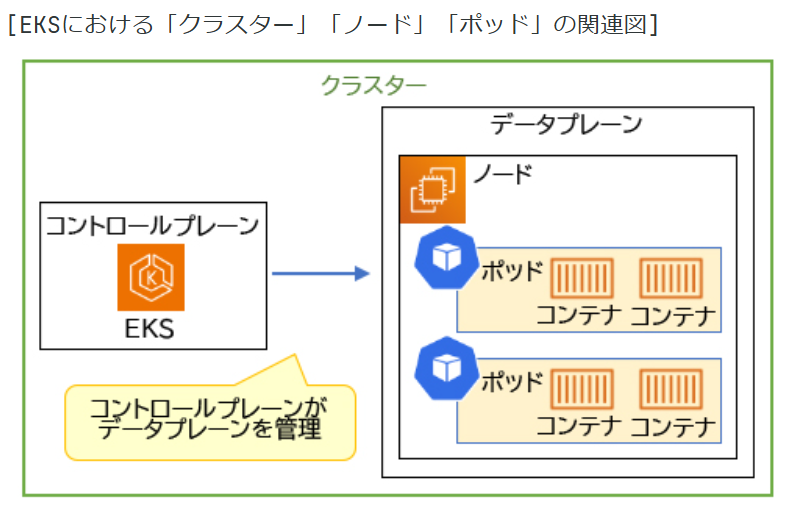 [EKSにおける「クラスター」「ノード」「ポッド」の関連図]
クラスター
データプレーン
ノード
コントロールプレーン
K
EKS
ポッド
コンテナ コンテナ
コントロールプレーンが
データプレーンを管理
ポッド
コンテナ コンテナ